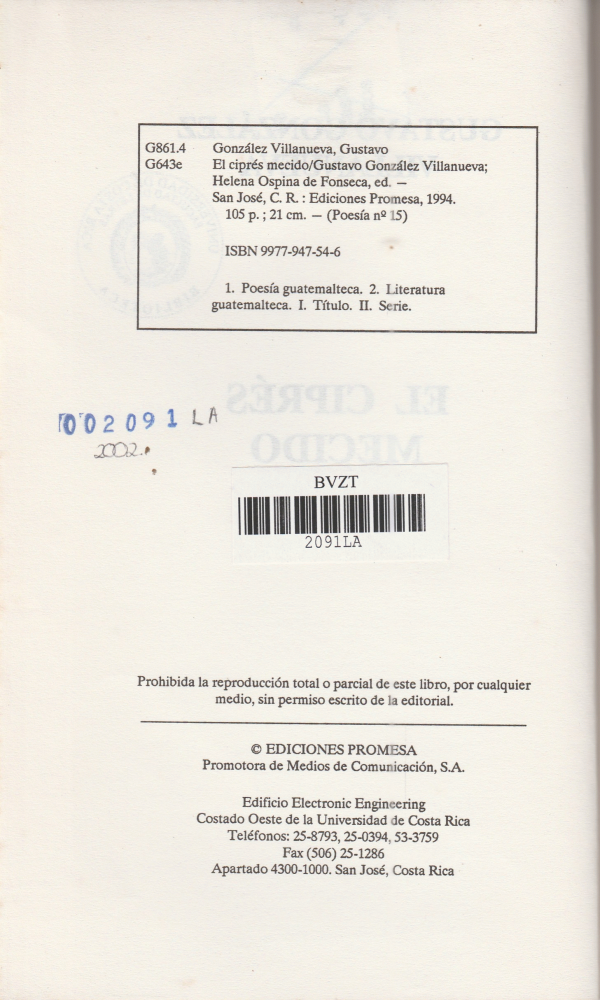 G861.4 González Villanueva, Gustavo
G643e El ciprés mecido/Gustavo González Villanueva;
Helena Ospina de Fonseca, ed. —
San José, C. R. : Ediciones Promesa, 1994.
105 p. ; 21 cm. — (Poesía nº 15)
ISBN 9977-947-54-6
1. Poesía guatemalteca. 2. Literatura
guatemalteca. I. Título. II. Serie.
EL CIPRÉS
MECIDO
002091 LA
2002.
BVZT
2091LA
Prohibida la reproducción total o parcial de este libro, por cualquier
medio, sin permiso escrito de la editorial.
© EDICIONES PROMESA
Promotora de Medios de Comunicación, S.A.
Edificio Electronic Engineering
Costado Oeste de la Universidad de Costa Rica
Teléfonos: 25-8793, 25-0394, 53-3759
Fax (506) 25-1286
Apartado 4300-1000. San José, Costa Rica